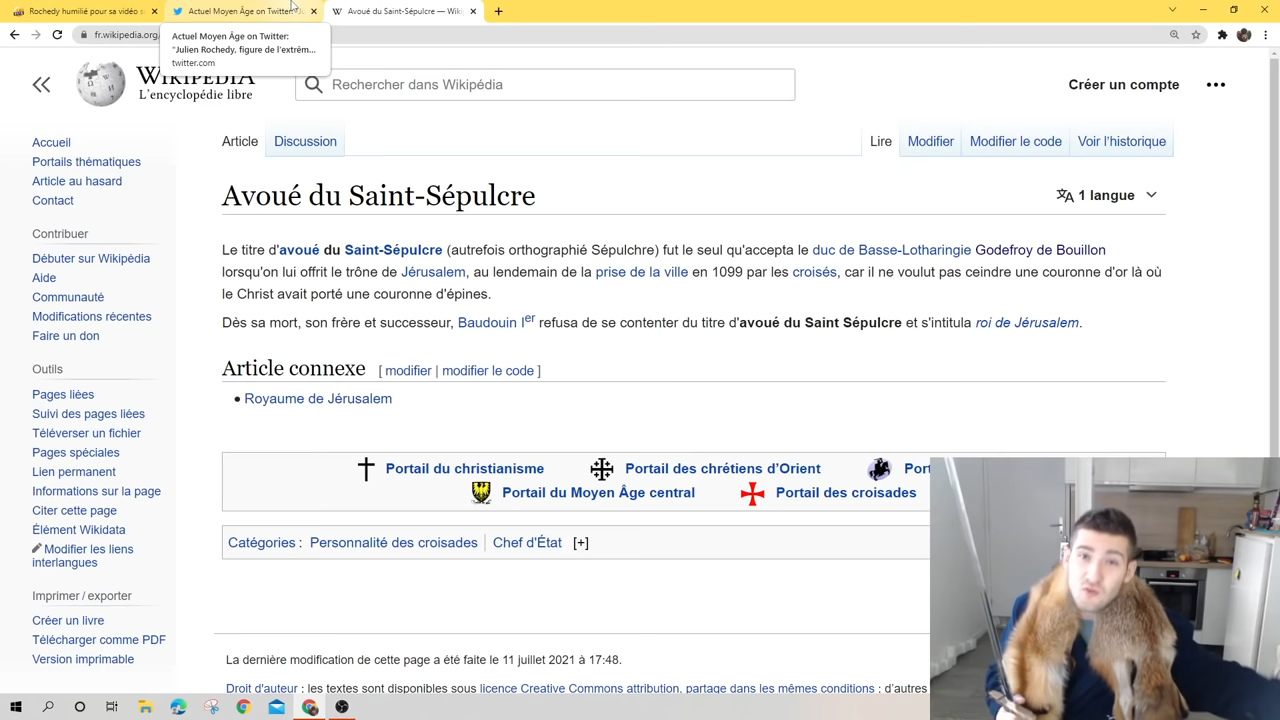 Rochedy humilié pour sa vidéo s
Actuel Moyen Âge on Twitter:
Avoué du Saint-Sépulcre — Wiki
fr.wikipedia.org
Actuel Moyen Âge on Twitter:
"Julien Rochedy, figure de l'extrêm...
twitter.com
WIKIPEDIA
L'encyclopédie libre
Rechercher dans Wikipédia
Créer un compte
Accueil
Portails thématiques
Article au hasard
Contact
Contribuer
Débuter sur Wikipédia
Aide
Communauté
Modifications récentes
Faire un don
Outils
Pages liées
Suivi des pages liées
Téléverser un fichier
Pages spéciales
Lien permanent
Informations sur la page
Citer cette page
Élément Wikidata
Modifier les liens
interlangues
Imprimer / exporter
Créer un livre
Télécharger comme PDF
Version imprimable
Article Discussion
Lire Modifier Modifier le code Voir l'historique
Avoué du Saint-Sépulcre
1 langue
Le titre d'avoué du Saint-Sépulcre (autrefois orthographié Sépulchre) fut le seul qu'accepta le duc de Basse-Lotharingie Godefroy de Bouillon
lorsqu'on lui offrit le trône de Jérusalem, au lendemain de la prise de la ville en 1099 par les croisés, car il ne voulut pas ceindre une couronne d'or là où
le Christ avait porté une couronne d'épines.
Dès sa mort, son frère et successeur, Baudouin Ier refusa de se contenter du titre d'avoué du Saint Sépulcre et s'intitula roi de Jérusalem.
Article connexe [ modifier | modifier le code ]
• Royaume de Jérusalem
Portail du christianisme Portail des chrétiens d'Orient Port
Portail du Moyen Âge central Portail des croisades
Catégories : Personnalité des croisades | Chef d'État [+]
La dernière modification de cette page a été faite le 11 juillet 2021 à 17:48.
Droit d'auteur : les textes sont disponibles sous licence Creative Commons attribution, partage dans les mêmes conditions ; d'autres